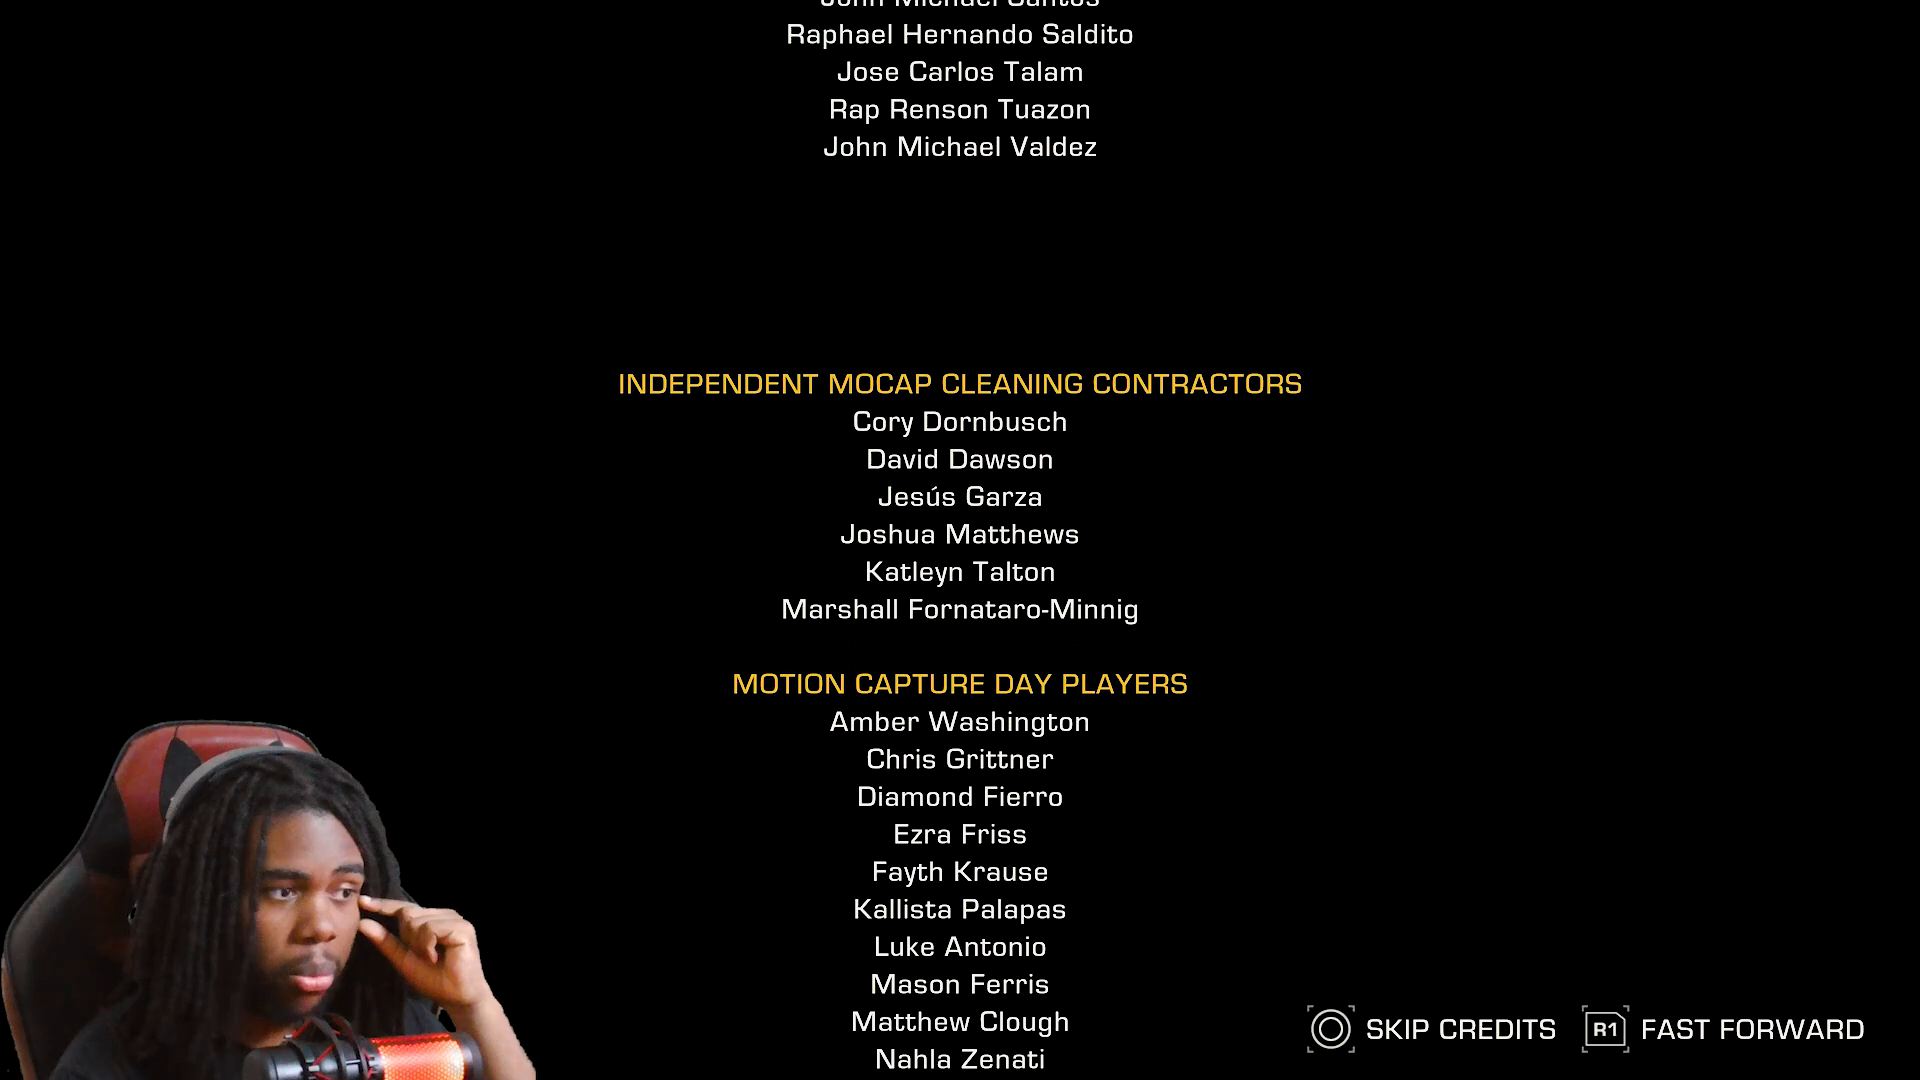 John Michael Santos
Raphael Hernando Saldito
Jose Carlos Talam
Rap Renson Tuazon
John Michael Valdez
INDEPENDENT MOCAP CLEANING CONTRACTORS
Cory Dornbusch
David Dawson
Jesús Garza
Joshua Matthews
Katleyn Talton
Marshall Fornataro-Minnig
MOTION CAPTURE DAY PLAYERS
Amber Washington
Chris Grittner
Diamond Fierro
Ezra Friss
Fayth Krause
Kallista Palapas
Luke Antonio
Mason Ferris
Matthew Clough
Nahla Zenati
SKIP CREDITS
R1 FAST FORWARD